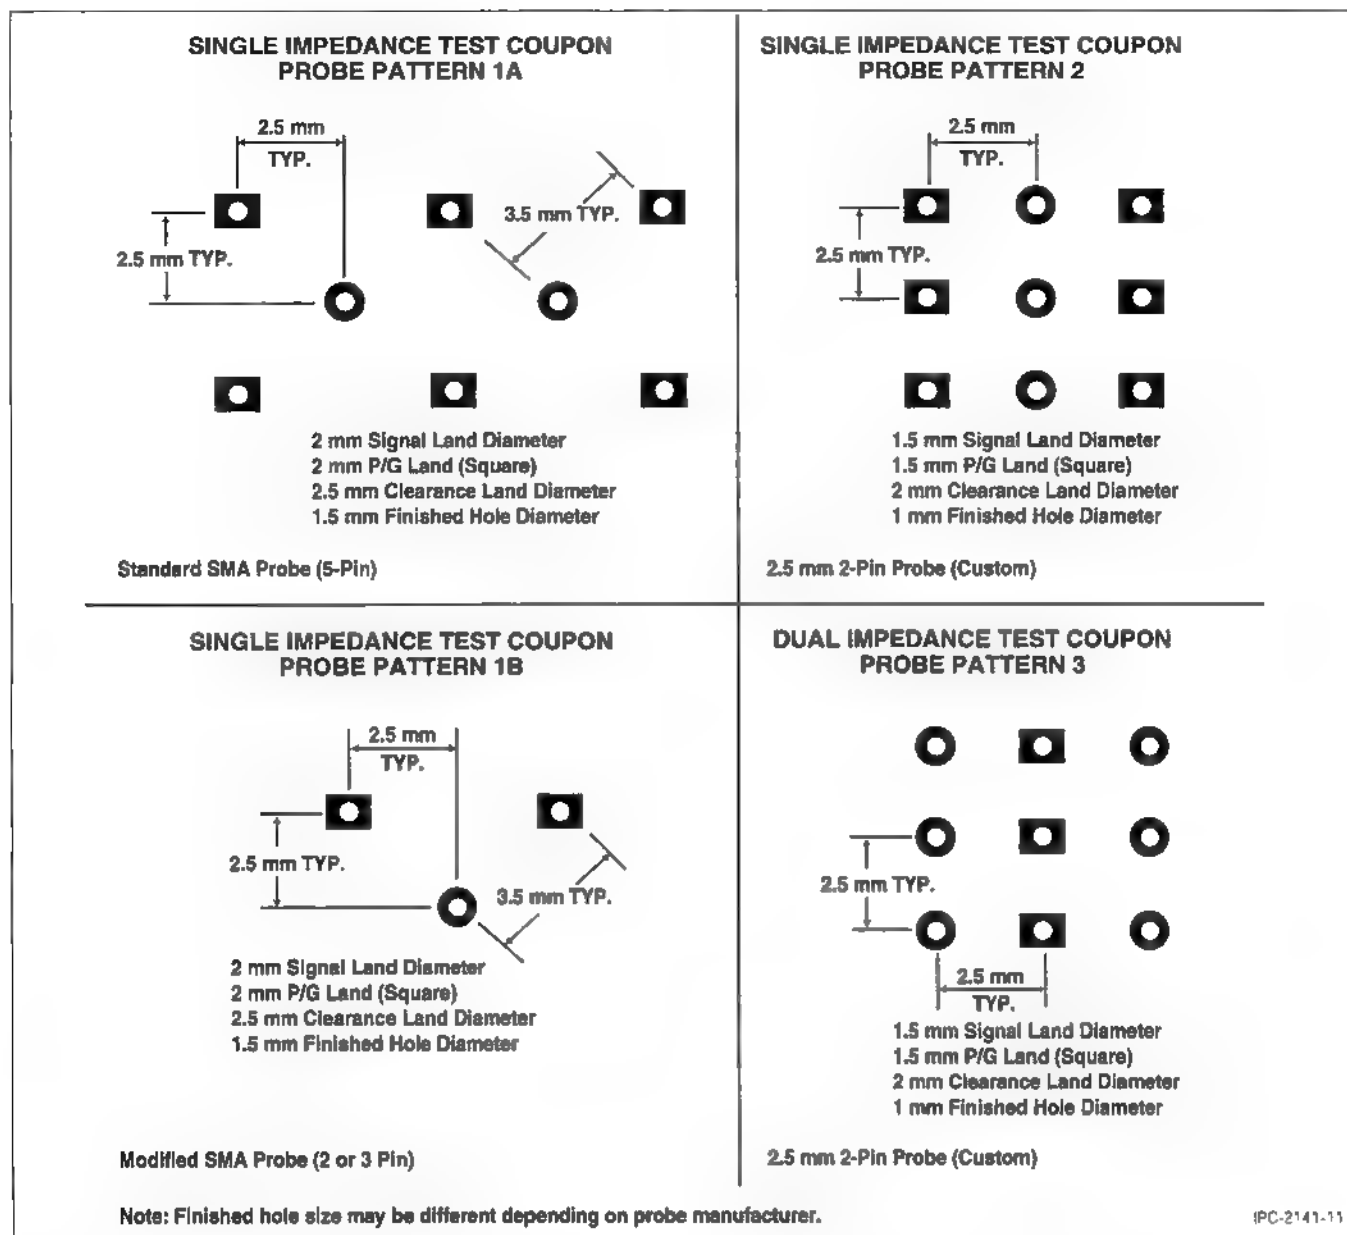 SINGLE IMPEDANCE TEST COUPON
PROBE PATTERN 1A
2.5 mm
TYP.
3.5 mm TYP.
2.5 mm TYP.
2 mm Signal Land Diameter
2 mm P/G Land (Square)
2.5 mm Clearance Land Diameter
1.5 mm Finished Hole Diameter
Standard SMA Probe (5-Pin)
SINGLE IMPEDANCE TEST COUPON
PROBE PATTERN 2
2.5 mm
TYP.
2.5 mm TYP.
1.5 mm Signal Land Diameter
1.5 mm P/G Land (Square)
2 mm Clearance Land Diameter
1 mm Finished Hole Diameter
2.5 mm 2-Pin Probe (Custom)
SINGLE IMPEDANCE TEST COUPON
PROBE PATTERN 1B
2.5 mm
TYP.
2.5 mm TYP.
3.5 mm TYP.
2 mm Signal Land Diameter
2 mm P/G Land (Square)
2.5 mm Clearance Land Diameter
1.5 mm Finished Hole Diameter
Modified SMA Probe (2 or 3 Pin)
DUAL IMPEDANCE TEST COUPON
PROBE PATTERN 3
2.5 mm TYP.
2.5 mm
TYP.
1.5 mm Signal Land Diameter
1.5 mm P/G Land (Square)
2 mm Clearance Land Diameter
1 mm Finished Hole Diameter
2.5 mm 2-Pin Probe (Custom)
Note: Finished hole size may be different depending on probe manufacturer.
IPC-2141-11